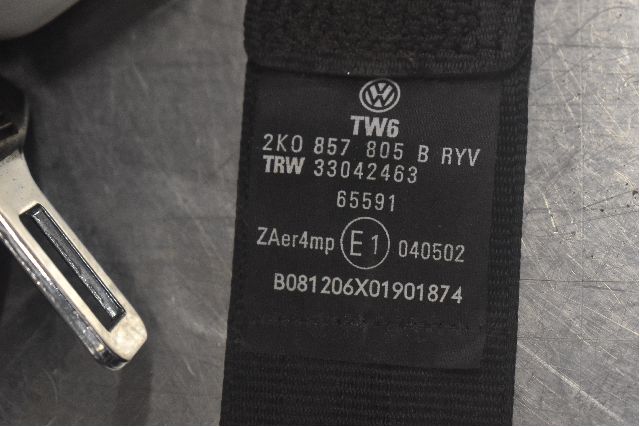 TW6
2K0 857 805 B RYV
TRW 33042463
65591
ZAer4mp E1 040502
B081206X01901874